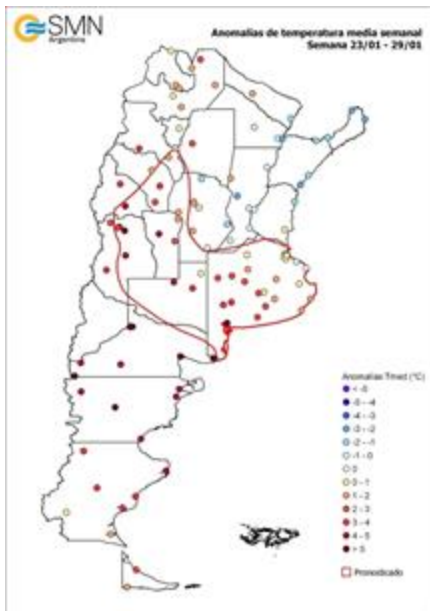 SMN
Argentina
Anomalías de temperatura media semanal
Semana 23/01 - 29/01
Anomalías Tmed (°C)
< -5
-5 - -4
-4 - -3
-3 - -2
-2 - -1
-1 - 0
0
0 - 1
1 - 2
2 - 3
3 - 4
4 - 5
> 5
Pronosticado